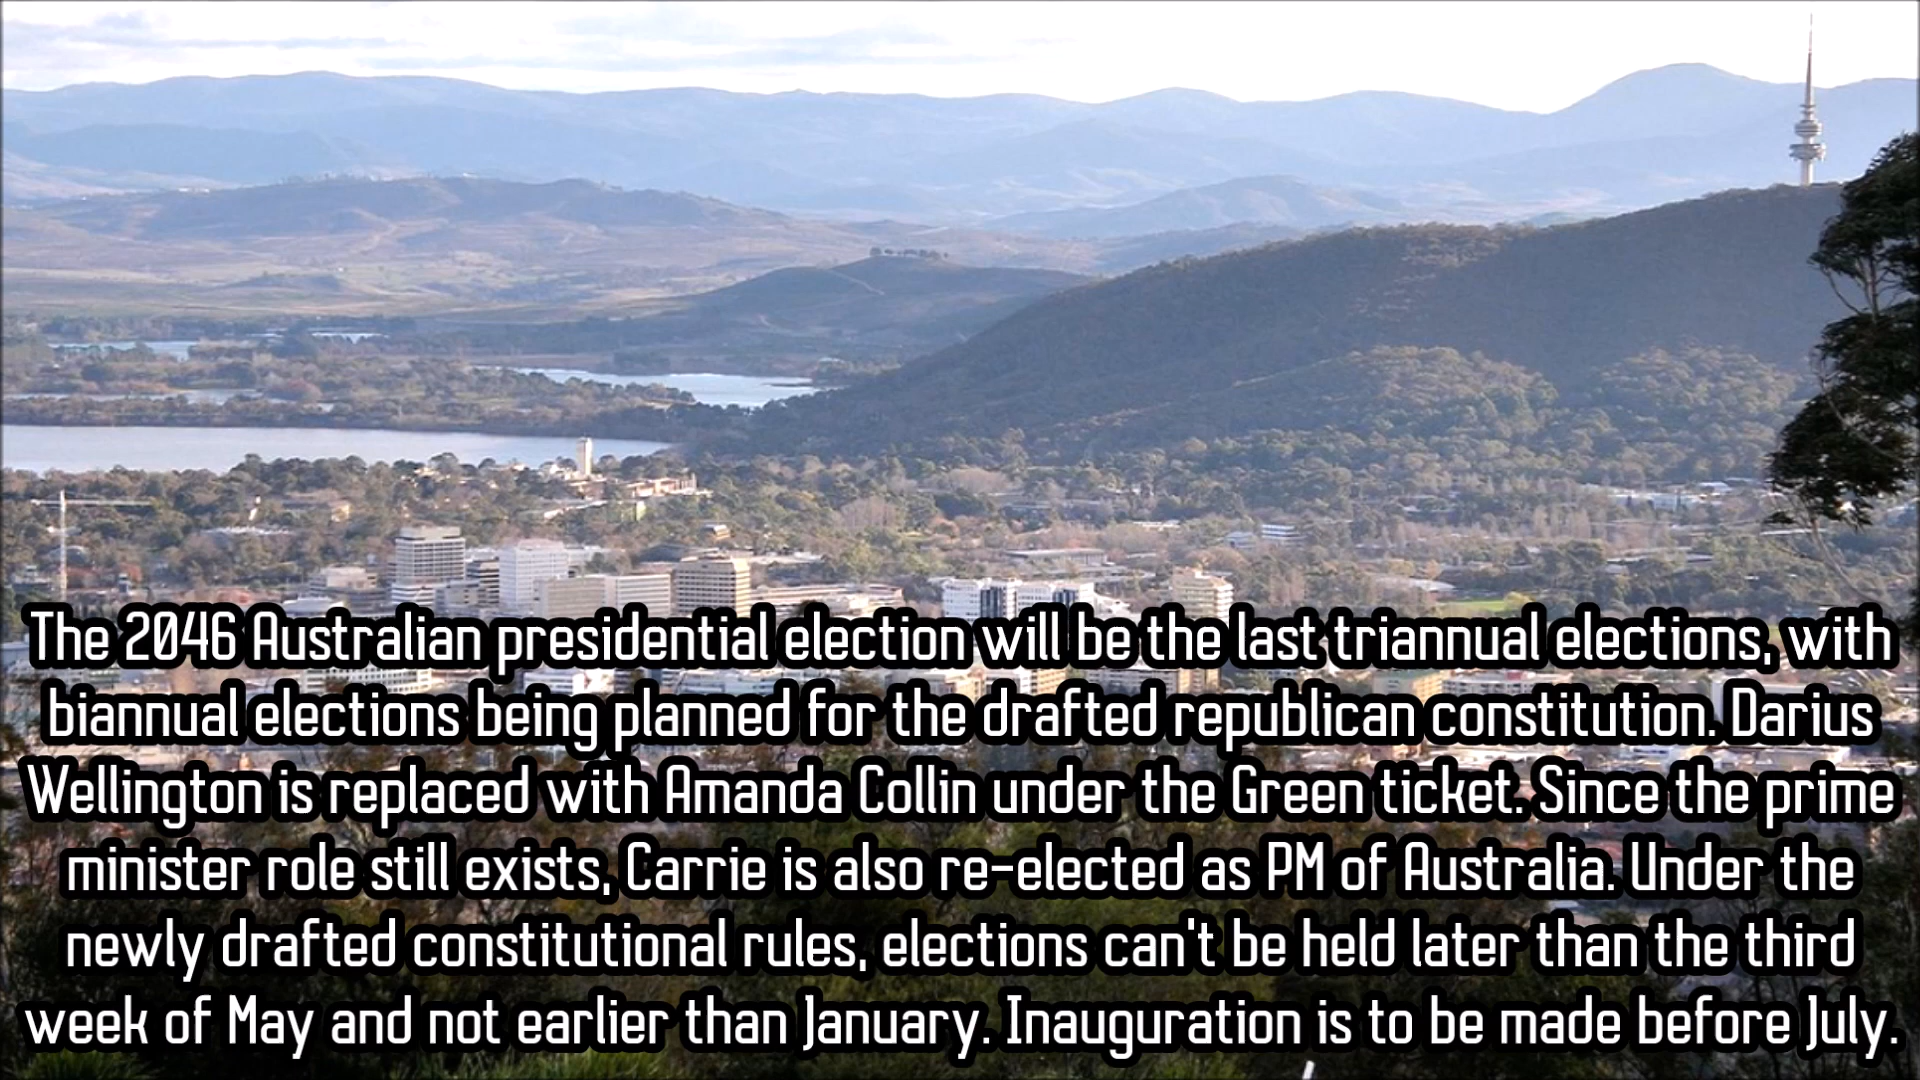 The 2046 Australian presidential election will be the last triannual elections, with
biannual elections being planned for the drafted republican constitution. Darius
Wellington is replaced with Amanda Collin under the Green ticket. Since the prime
minister role still exists, Carrie is also re-elected as PM of Australia. Under the
newly drafted constitutional rules, elections can't be held later than the third
week of May and not earlier than January. Inauguration is to be made before July.